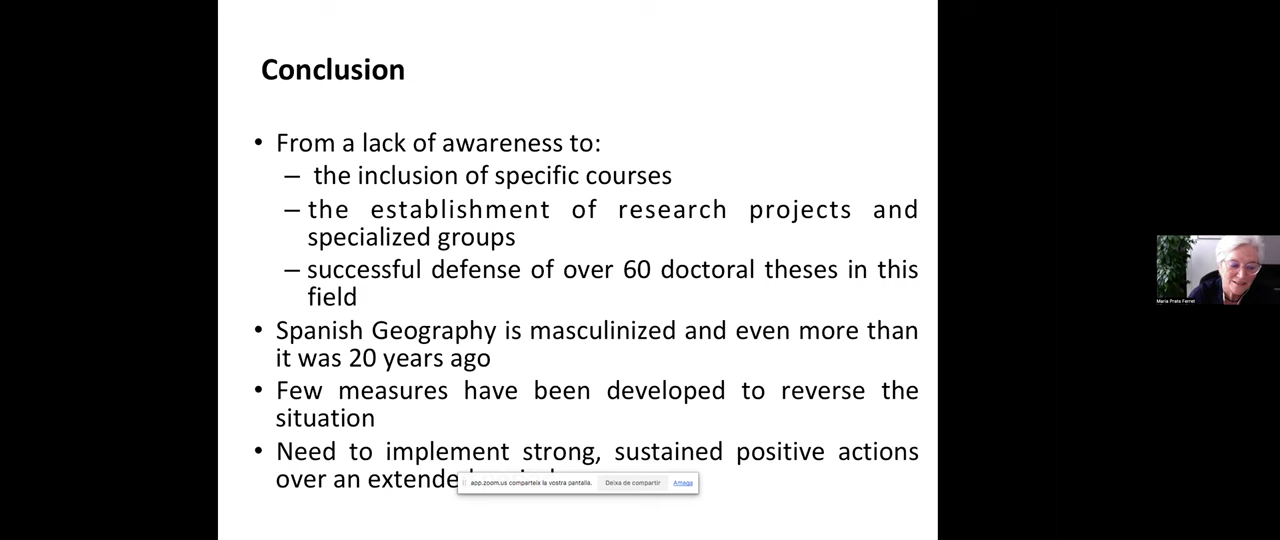 Conclusion
• From a lack of awareness to:
– the inclusion of specific courses
– the establishment of research projects and
specialized groups
– successful defense of over 60 doctoral theses in this
field
• Spanish Geography is masculinized and even more than
it was 20 years ago
• Few measures have been developed to reverse the
situation
• Need to implement strong, sustained positive actions
over an extende
app.zoom.us comparteix la vostra pantalla. Deixa de compartir Amaga
Maria Prats Ferret